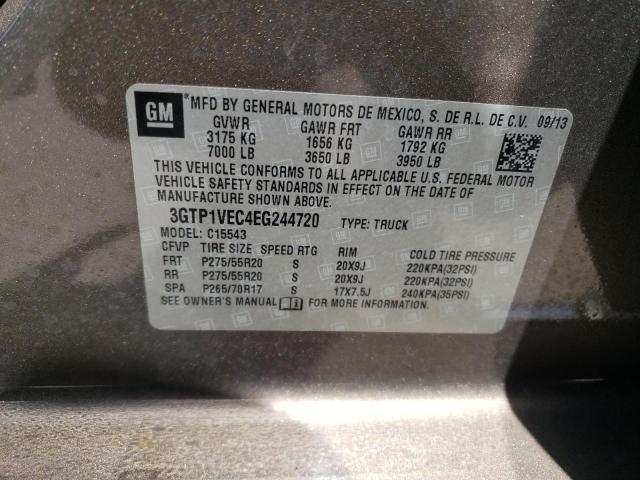 GM MFD BY GENERAL MOTORS DE MEXICO, S. DE R.L. DE C.V. 09/13
GVWR GAWR FRT GAWR RR
3175 KG 1656 KG 1792 KG
7000 LB 3650 LB 3950 LB
THIS VEHICLE CONFORMS TO ALL APPLICABLE U.S. FEDERAL MOTOR
VEHICLE SAFETY STANDARDS IN EFFECT ON THE DATE OF
MANUFACTURE SHOWN ABOVE.
3GTP1VEC4EG244720 TYPE: TRUCK
MODEL: C15543
CFVP TIRE SIZE SPEED RTG RIM COLD TIRE PRESSURE
FRT P275/55R20 S 20X9J 220KPA(32PSI)
RR P275/55R20 S 20X9J 220KPA(32PSI)
SPA P265/70R17 S 17X7.5J 240KPA(35PSI)
SEE OWNER'S MANUAL FOR MORE INFORMATION.